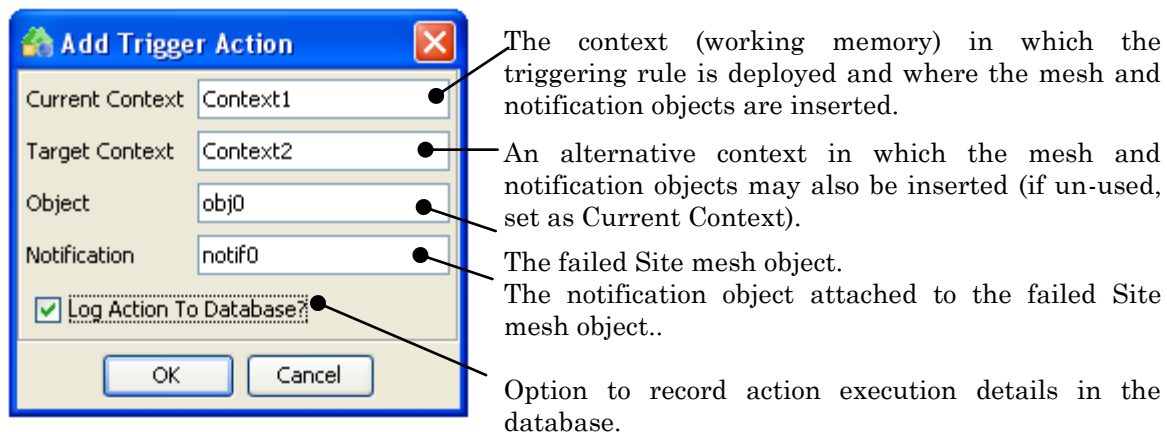 Add Trigger Action
Current Context Context1
Target Context Context2
Object obj0
Notification notif0
Log Action To Database?
OK Cancel
The context (working memory) in which the
triggering rule is deployed and where the mesh and
notification objects are inserted.
An alternative context in which the mesh and
notification objects may also be inserted (if un-used,
set as Current Context).
The failed Site mesh object.
The notification object attached to the failed Site
mesh object..
Option to record action execution details in the
database.